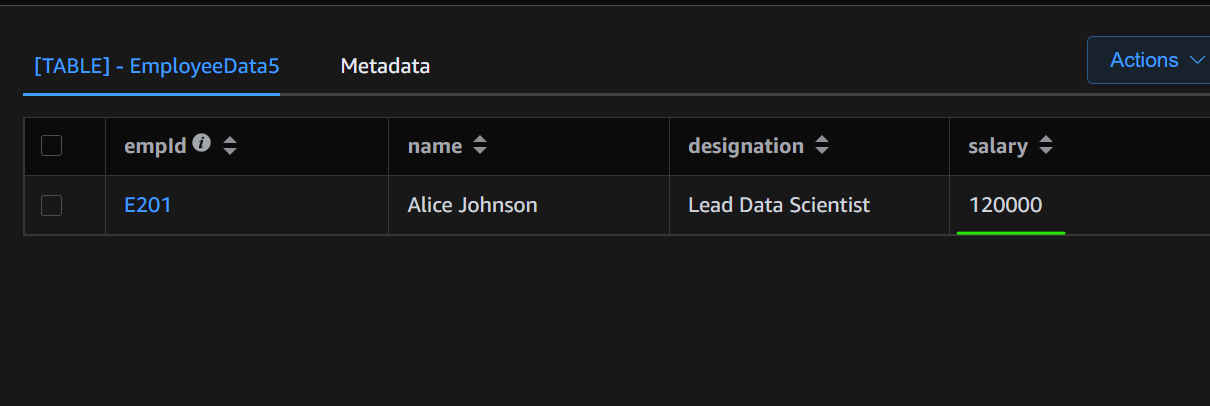 [TABLE] - EmployeeData5 Metadata Actions
empId name designation salary
E201 Alice Johnson Lead Data Scientist 120000